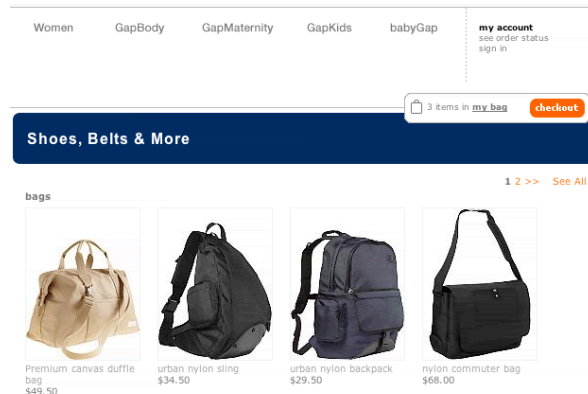 Women GapBody GapMaternity GapKids babyGap
my account
see order status
sign in
3 items in my bag checkout
Shoes, Belts & More
1 2 >> See All
bags
Premium canvas duffle bag
$49.50
urban nylon sling
$34.50
urban nylon backpack
$29.50
nylon commuter bag
$68.00